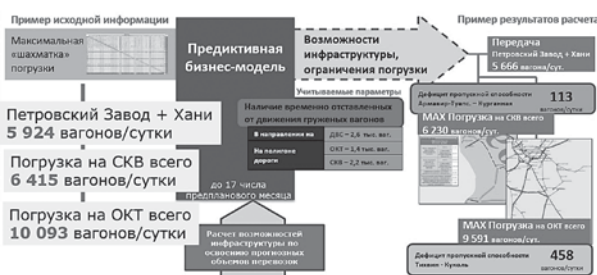 Пример исходной информации
Максимальная
«шахматка»
погрузки
Петровский Завод + Хани
5 924 вагонов/сутки
Погрузка на СКВ всего
6 415 вагонов/сутки
Погрузка на ОКТ всего
10 093 вагонов/сутки
Предиктивная
бизнес-модель
до 17 числа
предпланового месяца
Расчет возможностей
инфраструктуры по
освоению прогнозных
объемов перевозок
Возможности
инфраструктуры,
ограничения погрузки
Учитываемые параметры
Наличие временно отставленных
от движения груженых вагонов
В направлении на
ДВС – 2,6 тыс. ваг.
На полигоне
дороги
ОКТ – 1,4 тыс. ваг.
СКВ – 2,2 тыс. ваг.
Пример результатов расчета
Передача
Петровский Завод + Хани
5 666 вагонов/сут.
Дефицит пропускной способности
Армавир-Туапс. – Курганная
113
вагонов/сутки
MAX Погрузка на СКВ всего
6 230 вагонов/сут.
MAX Погрузка на ОКТ всего
9 591 вагонов/сут.
Дефицит пропускной способности
Тихвин - Куколь
458
вагонов/сутки